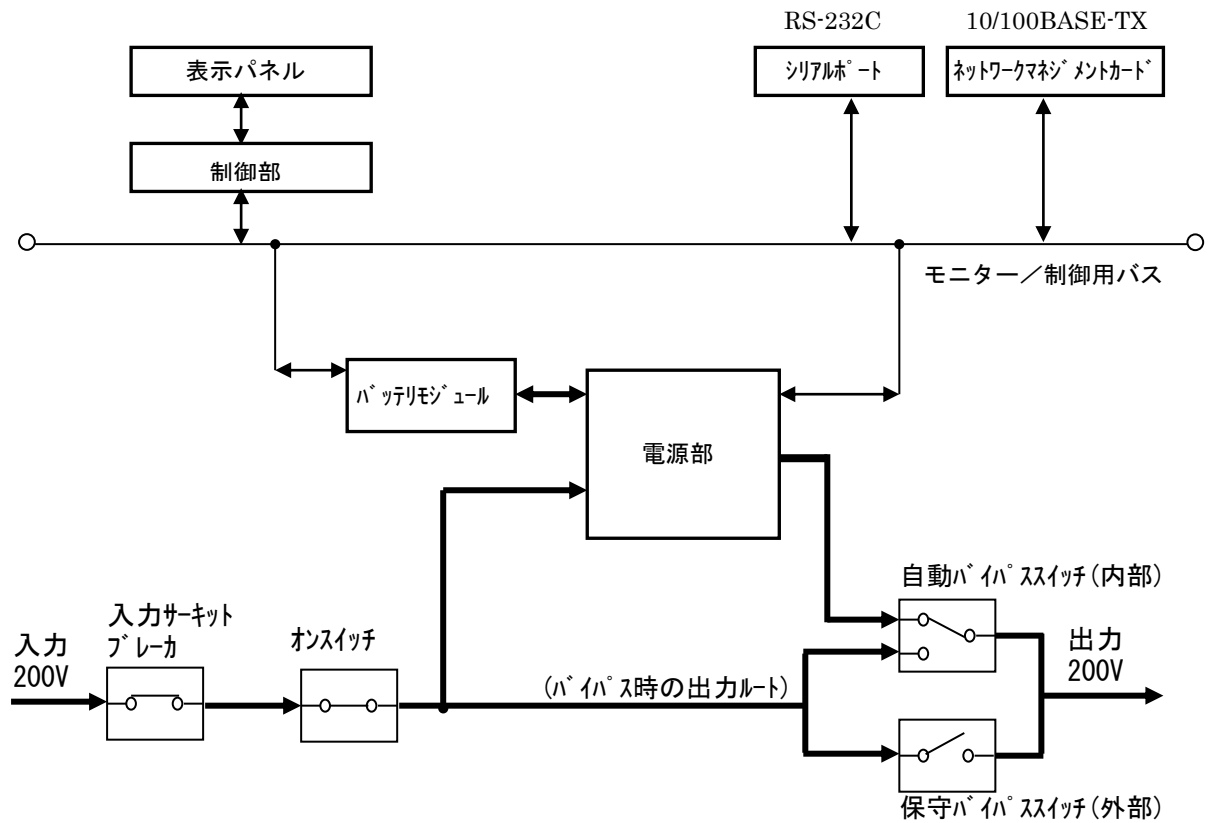 RS-232C
10/100BASE-TX
表示パネル
シリアルポート
ネットワークマネジメントカード
制御部
モニター／制御用バス
バッテリモジュール
電源部
自動バイパススイッチ(内部)
入力サーキット
ブレーカ
オンスイッチ
入力
200V
(バイパス時の出力ルート)
出力
200V
保守バイパススイッチ(外部)